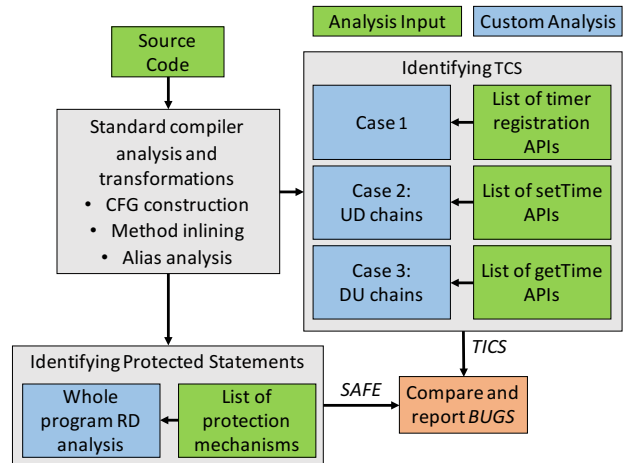 Analysis Input
Custom Analysis
Source
Code
Identifying TCS
Standard compiler
analysis and
transformations
• CFG construction
• Method inlining
• Alias analysis
Case 1
List of timer
registration
APIs
Case 2:
UD chains
List of setTime
APIs
Case 3:
DU chains
List of getTime
APIs
TICS
Identifying Protected Statements
Whole
program RD
analysis
List of
protection
mechanisms
SAFE
Compare and
report BUGS